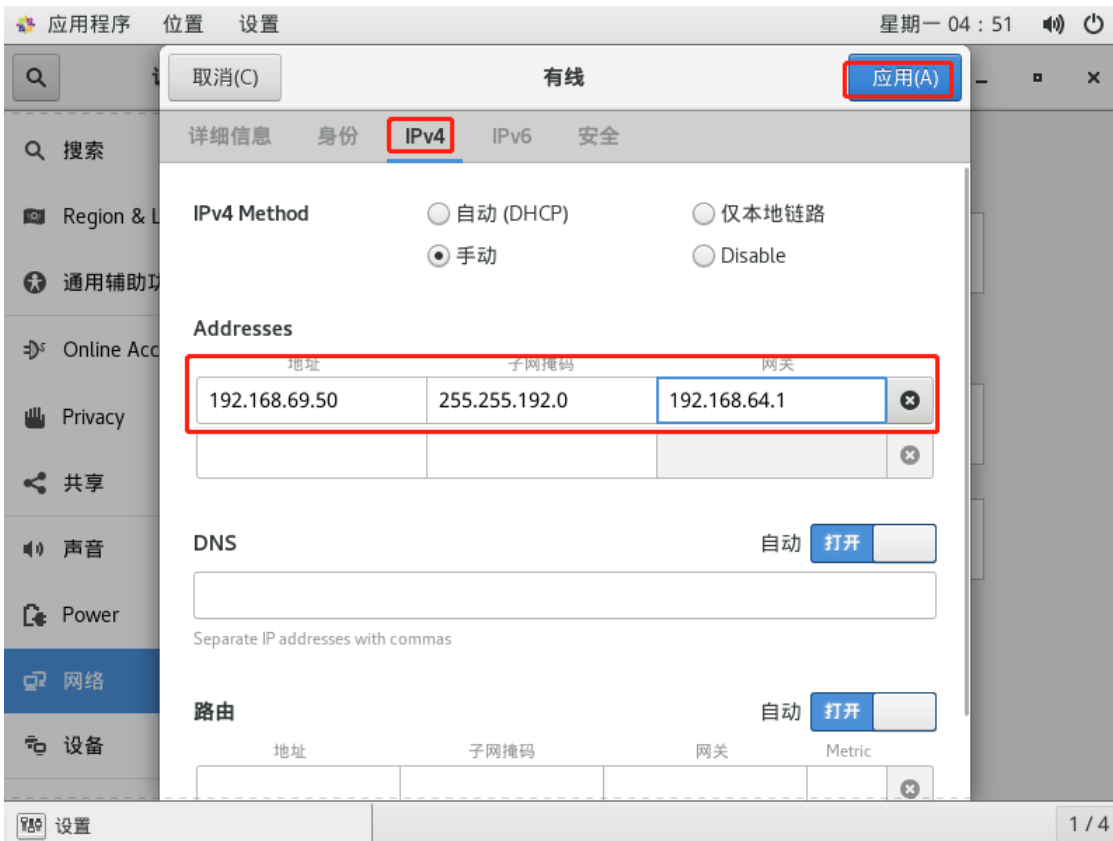 应用程序 位置 设置 星期一 04：51
取消(C) 有线 应用(A)
详细信息 身份 IPv4 IPv6 安全
搜索
Region & L
IPv4 Method 自动 (DHCP) 仅本地链路
手动 Disable
通用辅助功
Addresses
Online Acc
地址 子网掩码 网关
192.168.69.50 255.255.192.0 192.168.64.1
Privacy
共享
DNS 自动 打开
声音
Power
Separate IP addresses with commas
网络
路由 自动 打开
设备
地址 子网掩码 网关 Metric
设置 1 / 4